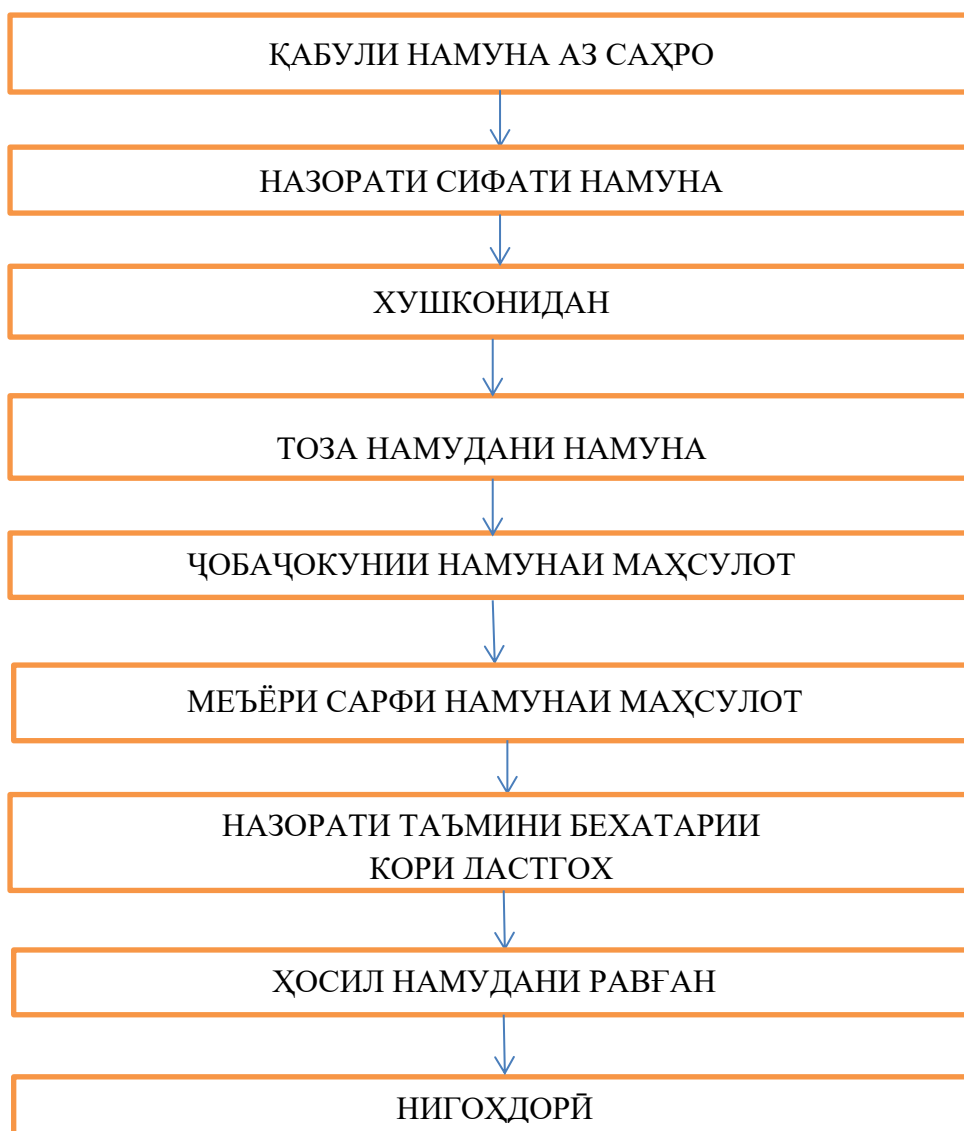 ҚАБУЛИ НАМУНА АЗ САҲРО
НАЗОРАТИ СИФАТИ НАМУНА
ХУШКОНИДАН
ТОЗА НАМУДАНИ НАМУНА
ҶОБАҶОКУНИИ НАМУНАИ МАҲСУЛОТ
МЕЪЁРИ САРФИ НАМУНАИ МАҲСУЛОТ
НАЗОРАТИ ТАЪМИНИ БЕХАТАРИИ
КОРИ ДАСТГОҲ
ҲОСИЛ НАМУДАНИ РАВҒАН
НИГОҲДОРӢ